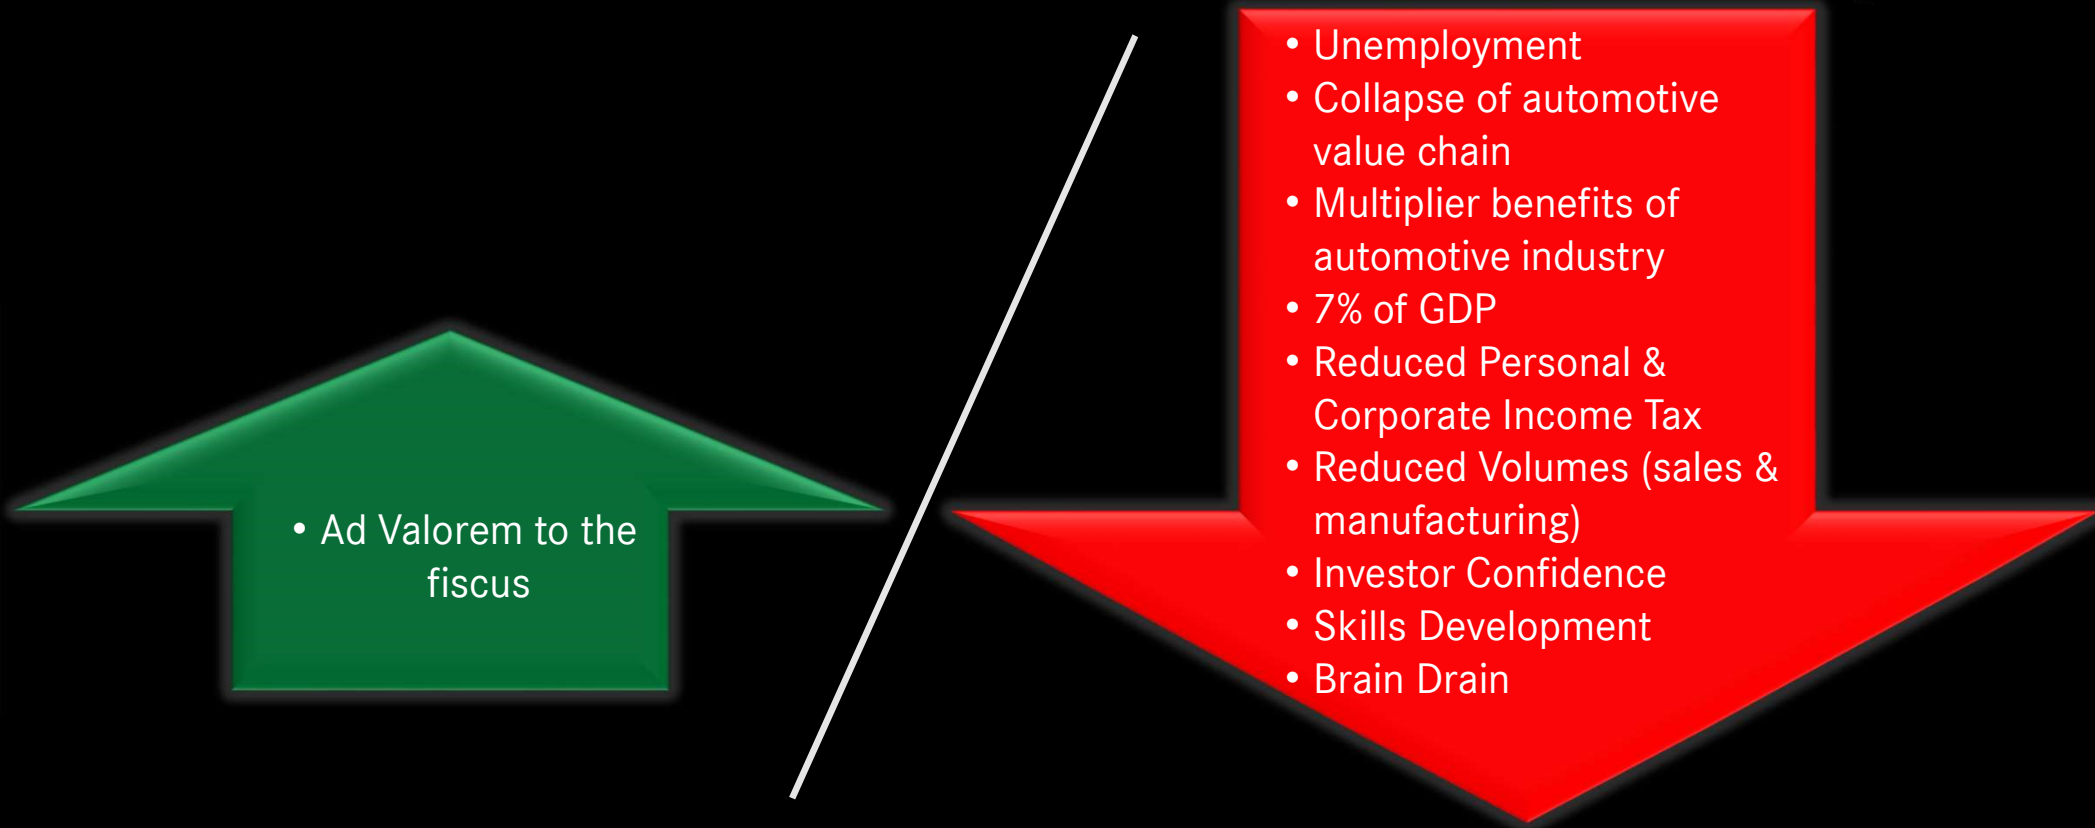 • Ad Valorem to the
fiscus
• Unemployment
• Collapse of automotive
value chain
• Multiplier benefits of
automotive industry
• 7% of GDP
• Reduced Personal &
Corporate Income Tax
• Reduced Volumes (sales &
manufacturing)
• Investor Confidence
• Skills Development
• Brain Drain